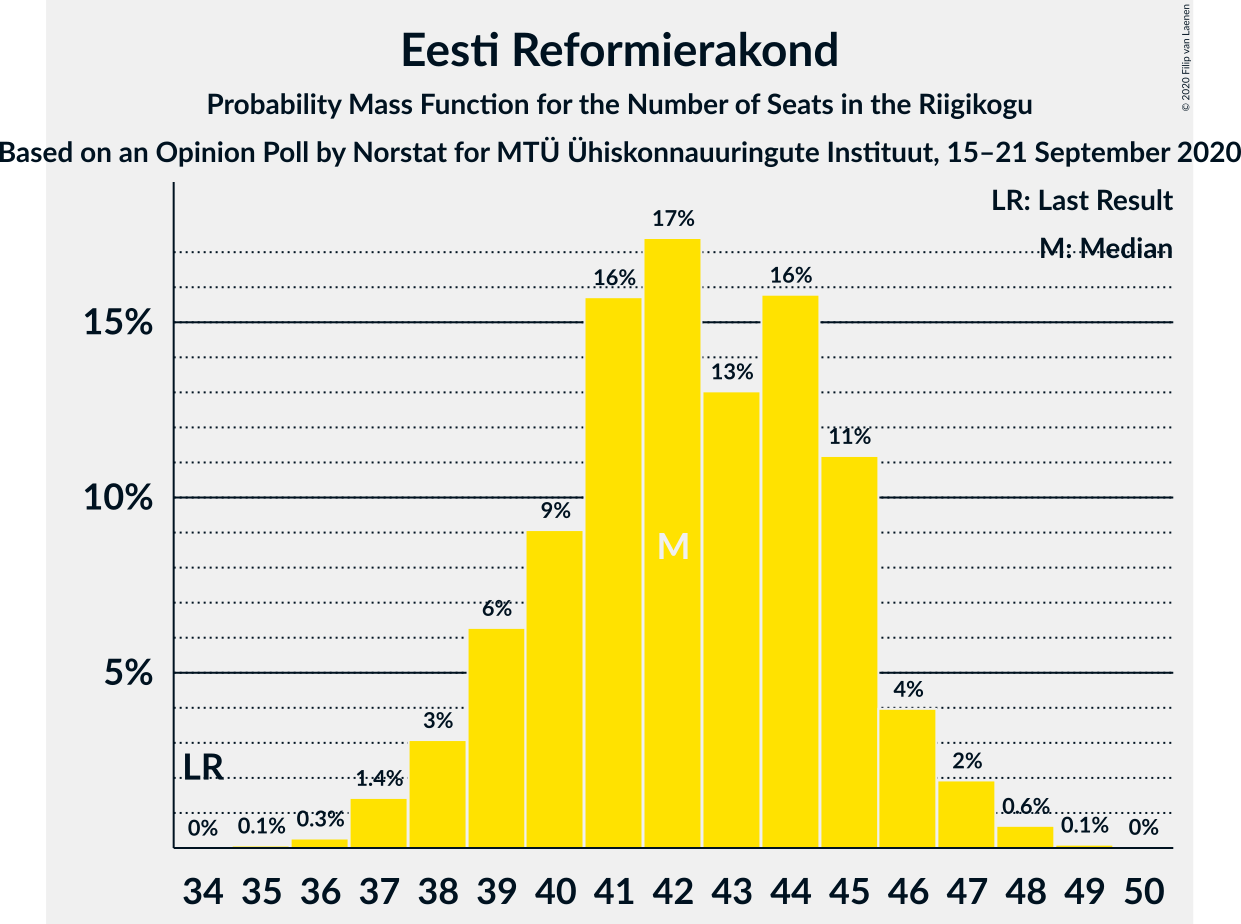 Eesti Reformierakond
Probability Mass Function for the Number of Seats in the Riigikogu
Based on an Opinion Poll by Norstat for MTÜ Ühiskonnauuringute Instituut, 15–21 September 2020
© 2020 Filip van Laenen
LR: Last Result
M: Median
17%
16%
16%
15%
13%
11%
10%
9%
M
6%
5%
4%
3%
LR
2%
1.4%
0.6%
0.3%
0.1%
0.1%
0%
0%
34 35 36 37 38 39 40 41 42 43 44 45 46 47 48 49 50